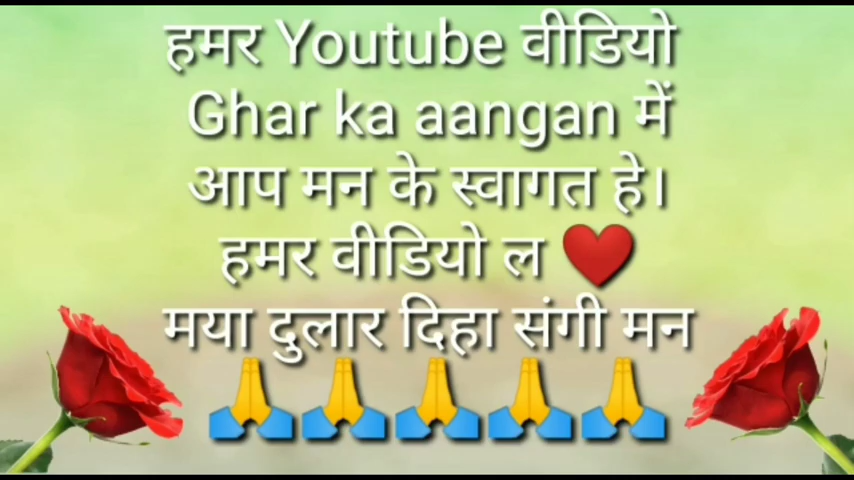 हमर Youtube वीडियो
Ghar ka aangan में
आप मन के स्वागत हे।
हमर वीडियो ल ❤️
मया दुलार दिहा संगी मन
🙏🙏🙏🙏🙏